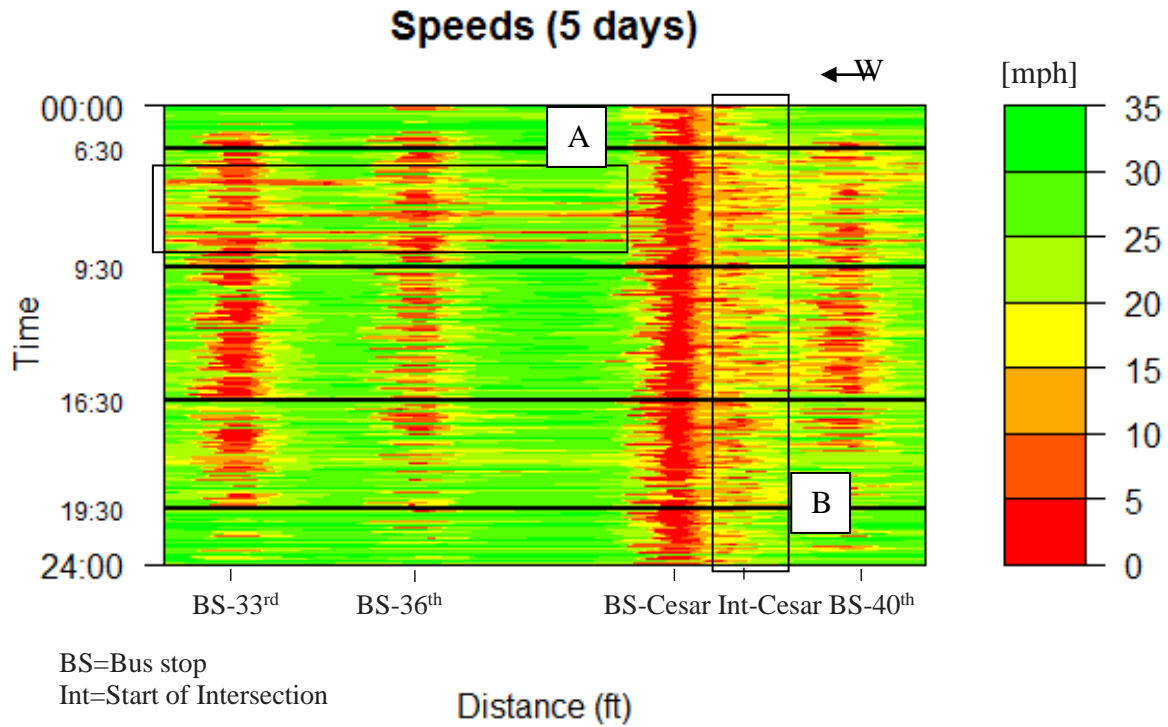 Speeds (5 days)
W
[mph]
00:00
6:30
9:30
16:30
19:30
24:00
Time
A
B
35
30
25
20
15
10
5
0
BS-33rd BS-36th BS-Cesar Int-Cesar BS-40th
BS=Bus stop
Int=Start of Intersection
Distance (ft)